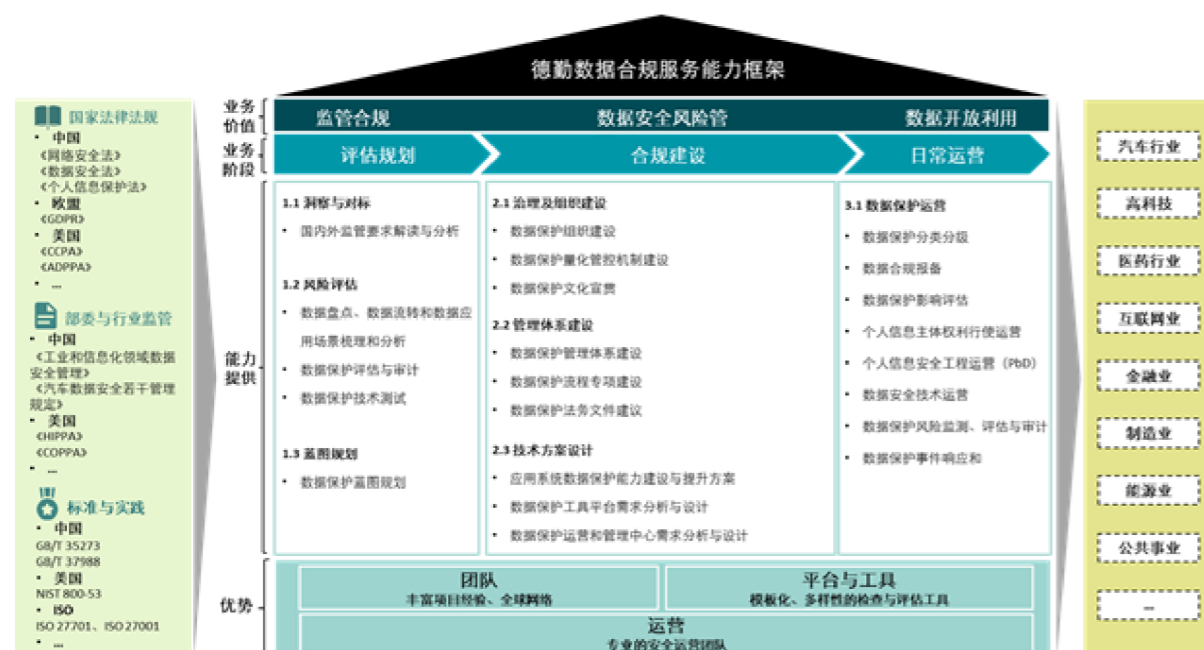 德勤数据合规服务能力框架
国家法律法规
• 中国
《网络安全法》
《数据安全法》
《个人信息保护法》
• 欧盟
《GDPR》
• 美国
《CCPA》
《ADPPA》
• ...
部委与行业监管
• 中国
《工业和信息化领域数据
安全管理》
《汽车数据安全若干管理
规定》
• 美国
《HIPPA》
《COPPA》
• ...
标准与实践
• 中国
GB/T 35273
GB/T 37988
• 美国
NIST 800-53
• ISO
ISO 27701、ISO 27001
• ...
业务
价值
监管合规
数据安全风险管
数据开放利用
业务
阶段
评估规划
合规建设
日常运营
能力
提供
1.1 洞察与对标
• 国内外监管要求解读与分析
1.2 风险评估
• 数据盘点、数据流转和数据应
用场景梳理和分析
• 数据保护评估与审计
• 数据保护技术测试
1.3 蓝图规划
• 数据保护蓝图规划
2.1 治理及组织建设
• 数据保护组织建设
• 数据保护量化管控机制建设
• 数据保护文化宣贯
2.2 管理体系建设
• 数据保护管理体系建设
• 数据保护流程专项建设
• 数据保护法务文件建议
2.3 技术方案设计
• 应用系统数据保护能力建设与提升方案
• 数据保护工具平台需求分析与设计
• 数据保护运营和管理中心需求分析与设计
3.1 数据保护运营
• 数据保护分类分级
• 数据合规报备
• 数据保护影响评估
• 个人信息主体权利行使运营
• 个人信息安全工程运营（PbD）
• 数据安全技术运营
• 数据保护风险监测、评估与审计
• 数据保护事件响应和
优势
团队
丰富项目经验、全球网络
平台与工具
模板化、多样性的检查与评估工具
运营
专业的安全运营团队
汽车行业
高科技
医药行业
互联网业
金融业
制造业
能源业
公共事业
...